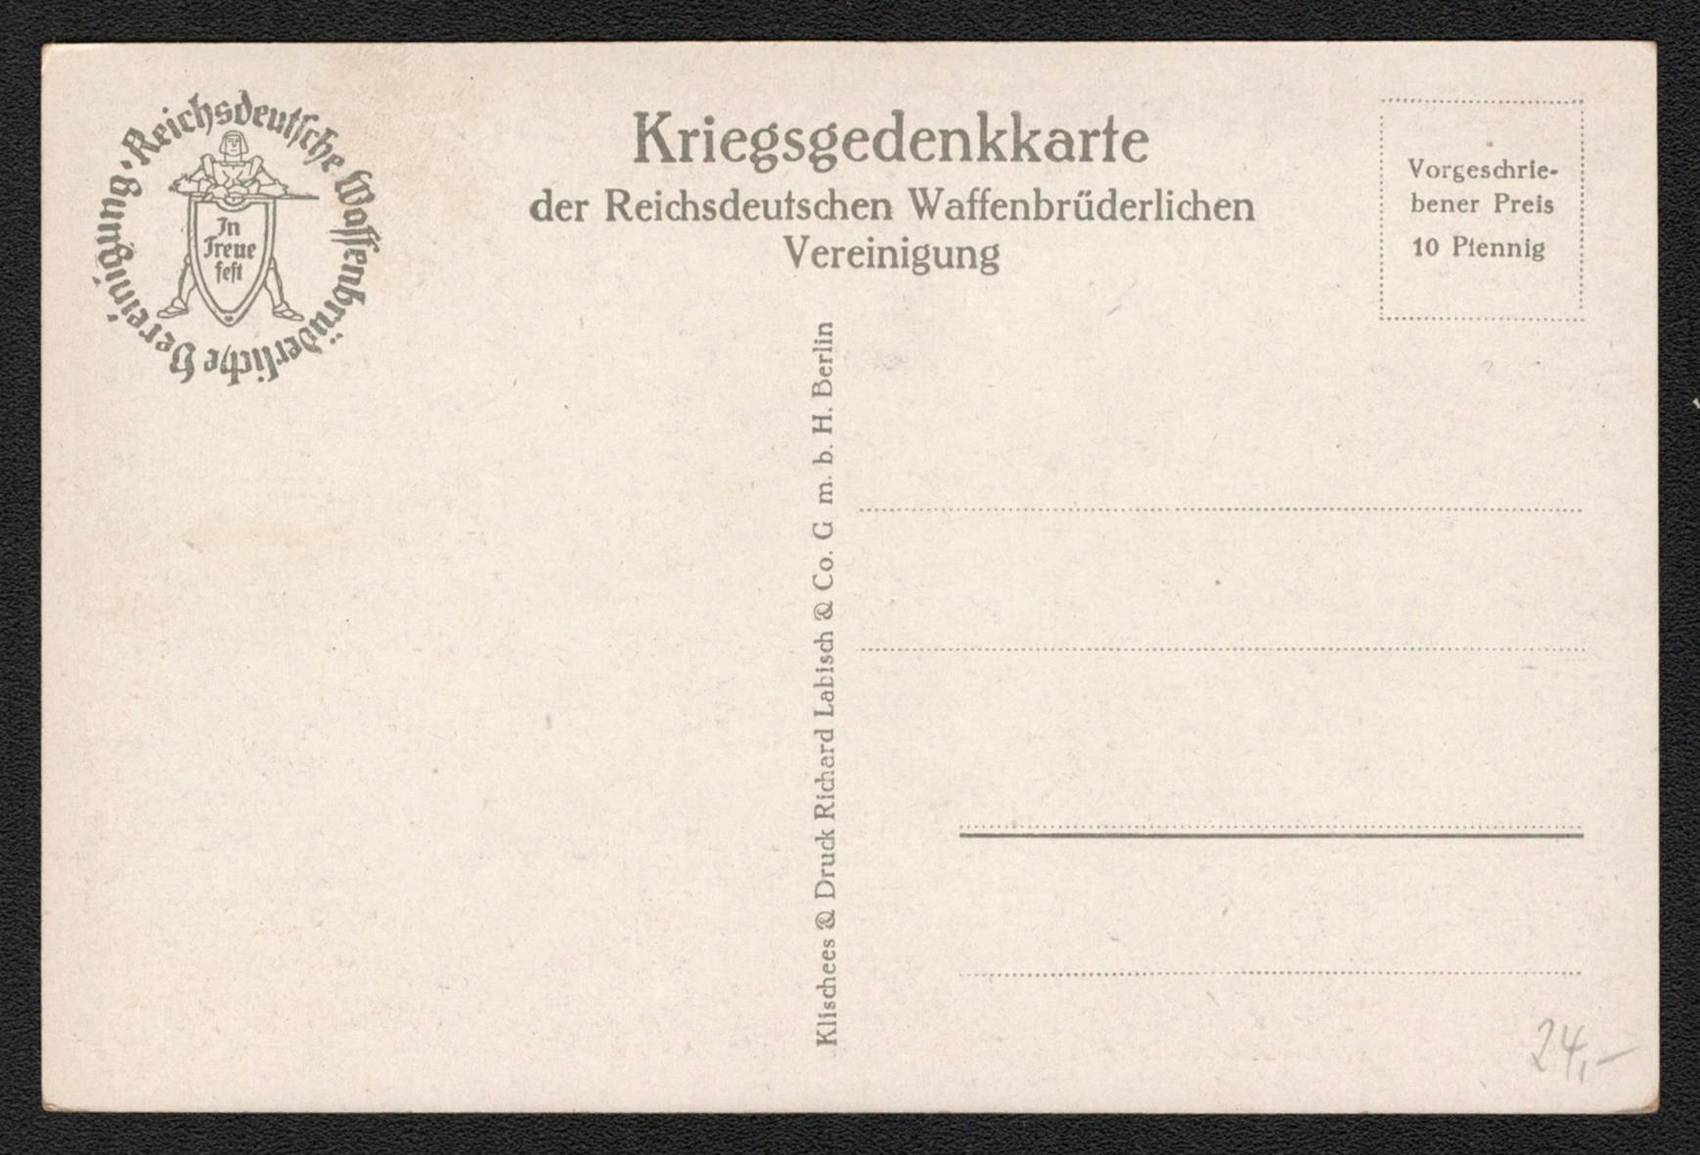 Reichsdeutsche Waffenbrüderliche Vereinigung ·
In
Treue
fest
Kriegsgedenkkarte
der Reichsdeutschen Waffenbrüderlichen
Vereinigung
Vorgeschrie-
bener Preis
10 Pfennig
Klischees & Druck Richard Labisch & Co. G m. b. H. Berlin
24,-